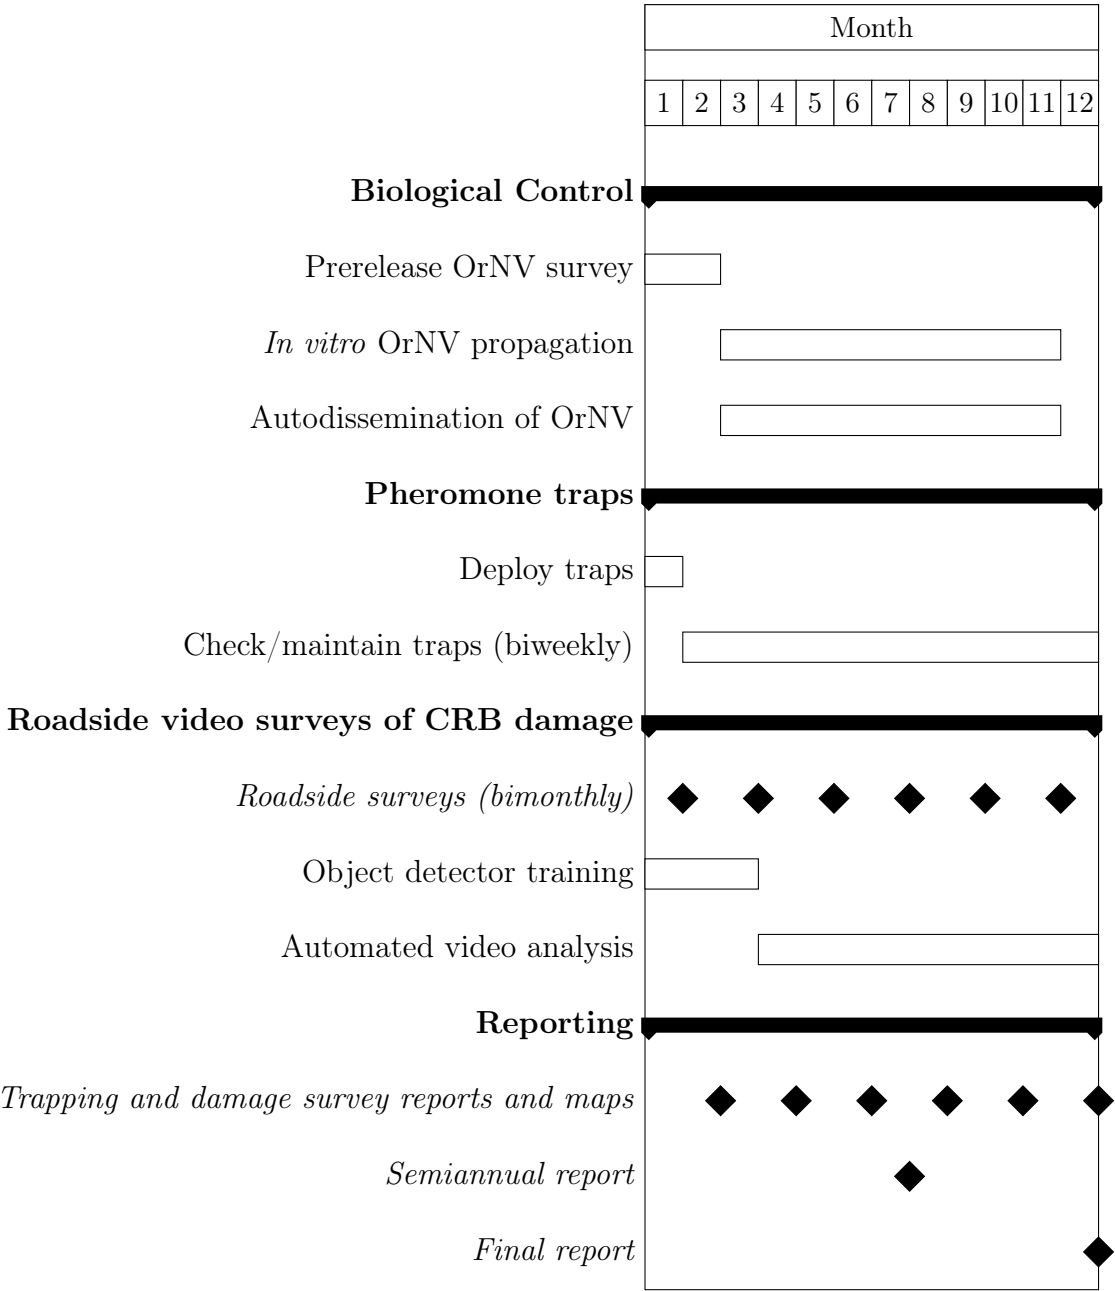 Month
1 2 3 4 5 6 7 8 9 10 11 12
Biological Control
Prerelease OrNV survey
In vitro OrNV propagation
Autodissemination of OrNV
Pheromone traps
Deploy traps
Check/maintain traps (biweekly)
Roadside video surveys of CRB damage
Roadside surveys (bimonthly)
Object detector training
Automated video analysis
Reporting
Trapping and damage survey reports and maps
Semiannual report
Final report